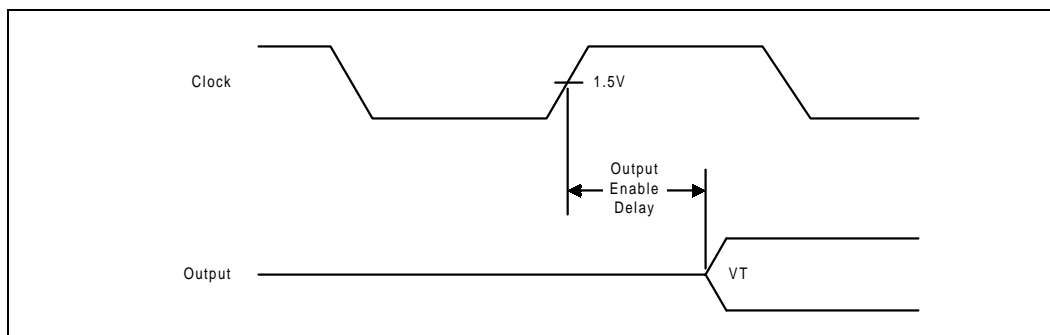 Clock
1.5V
Output
Enable
Delay
Output
VT